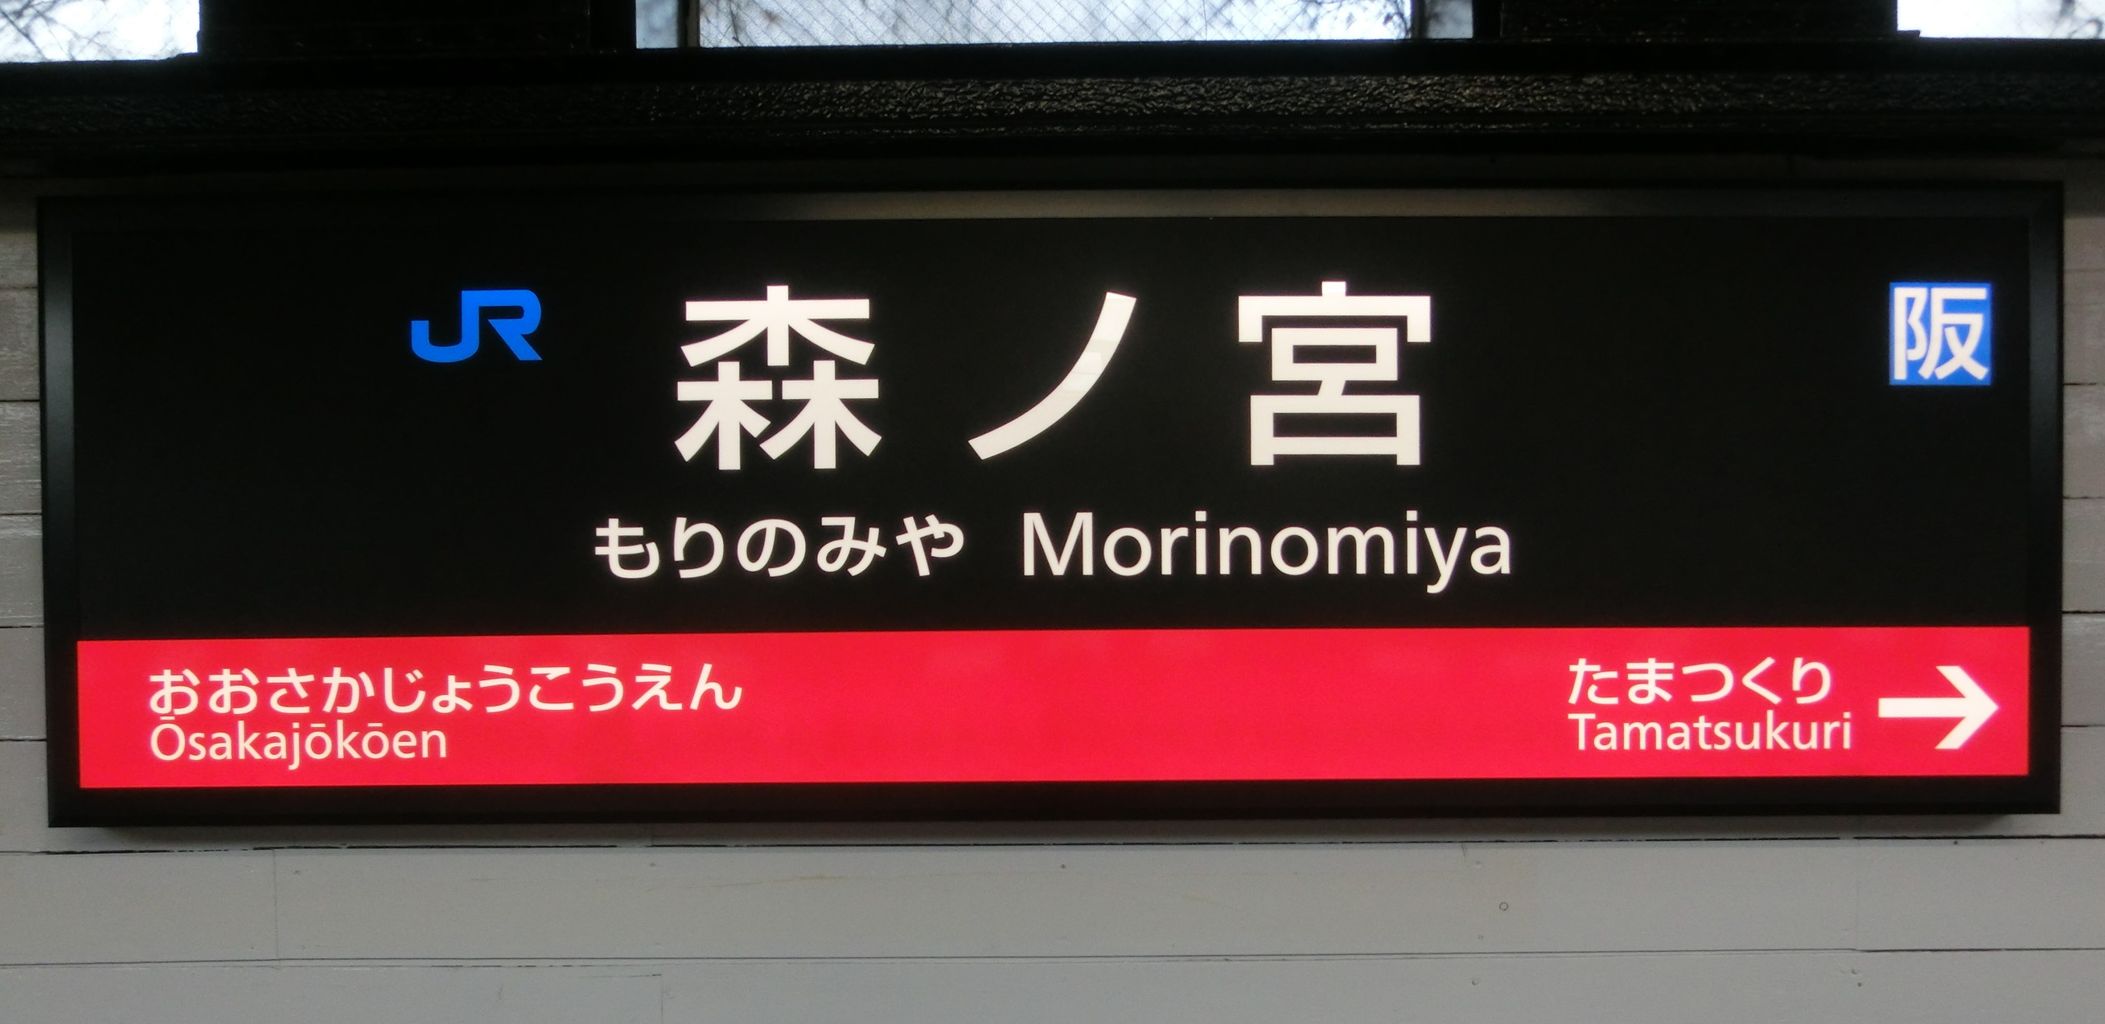 JR 森ノ宮 阪
もりのみや Morinomiya
おおさかじょうこうえん たまつくり →
Ōsakajōkōen Tamatsukuri